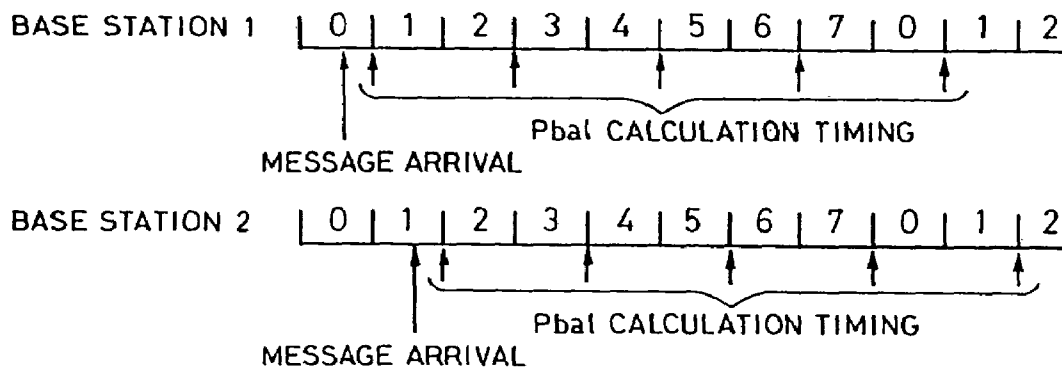 BASE STATION 1 0 1 2 3 4 5 6 7 0 1 2
Pbal CALCULATION TIMING
MESSAGE ARRIVAL
BASE STATION 2 0 1 2 3 4 5 6 7 0 1 2
Pbal CALCULATION TIMING
MESSAGE ARRIVAL